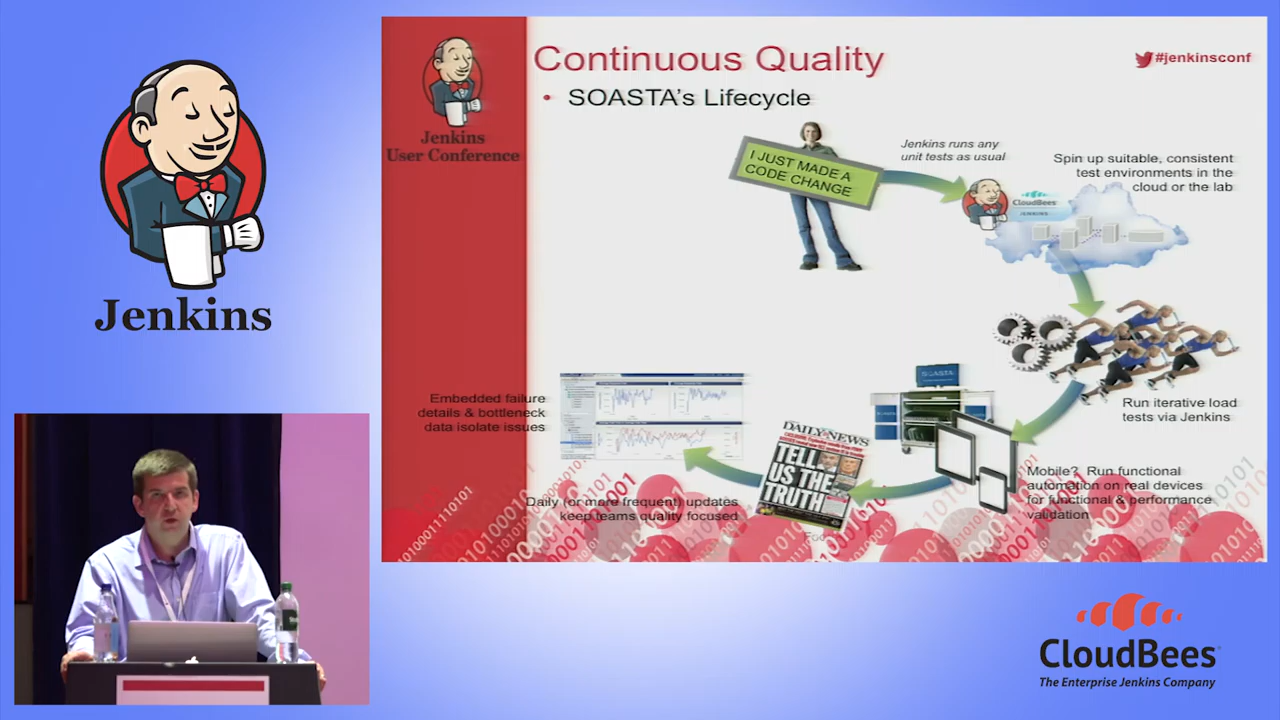 Jenkins
Jenkins
User Conference
Continuous Quality
#jenkinsconf
• SOASTA's Lifecycle
I JUST MADE A
CODE CHANGE
Jenkins runs any
unit tests as usual
Spin up suitable, consistent
test environments in the
cloud or the lab
CloudBees
JENKINS
Run iterative load
tests via Jenkins
SOASTA
Mobile? Run functional
automation on real devices
for functional & performance
validation
DAILY NEWS
TELL
US THE
TRUTH
Daily (or more frequent) updates
keep teams quality focused
Embedded failure
details & bottleneck
data isolate issues
CloudBees
The Enterprise Jenkins Company